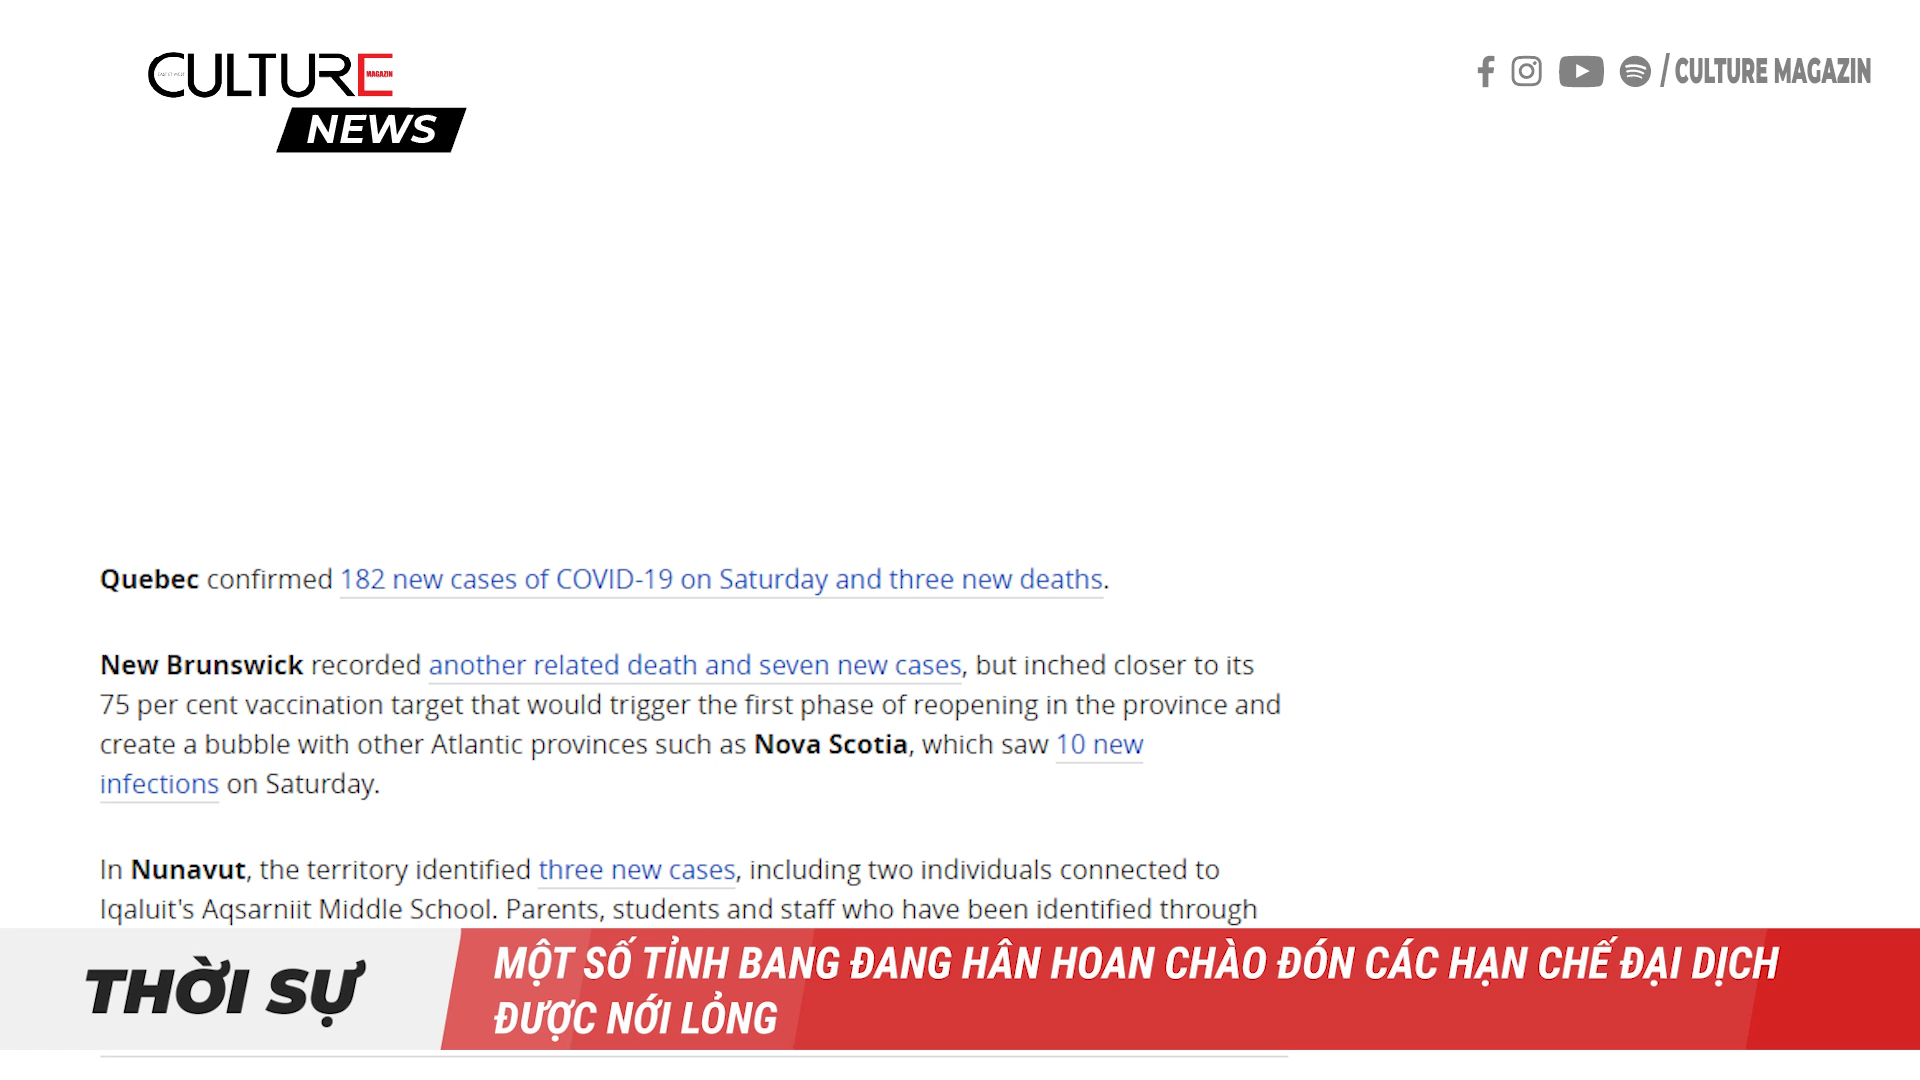 CULTURE
MAGAZIN
NEWS
/ CULTURE MAGAZIN
Quebec confirmed 182 new cases of COVID-19 on Saturday and three new deaths.
New Brunswick recorded another related death and seven new cases, but inched closer to its
75 per cent vaccination target that would trigger the first phase of reopening in the province and
create a bubble with other Atlantic provinces such as Nova Scotia, which saw 10 new
infections on Saturday.
In Nunavut, the territory identified three new cases, including two individuals connected to
Iqaluit's Aqsarniit Middle School. Parents, students and staff who have been identified through
THỜI SỰ
MỘT SỐ TỈNH BANG ĐANG HÂN HOAN CHÀO ĐÓN CÁC HẠN CHẾ ĐẠI DỊCH
ĐƯỢC NỚI LỎNG